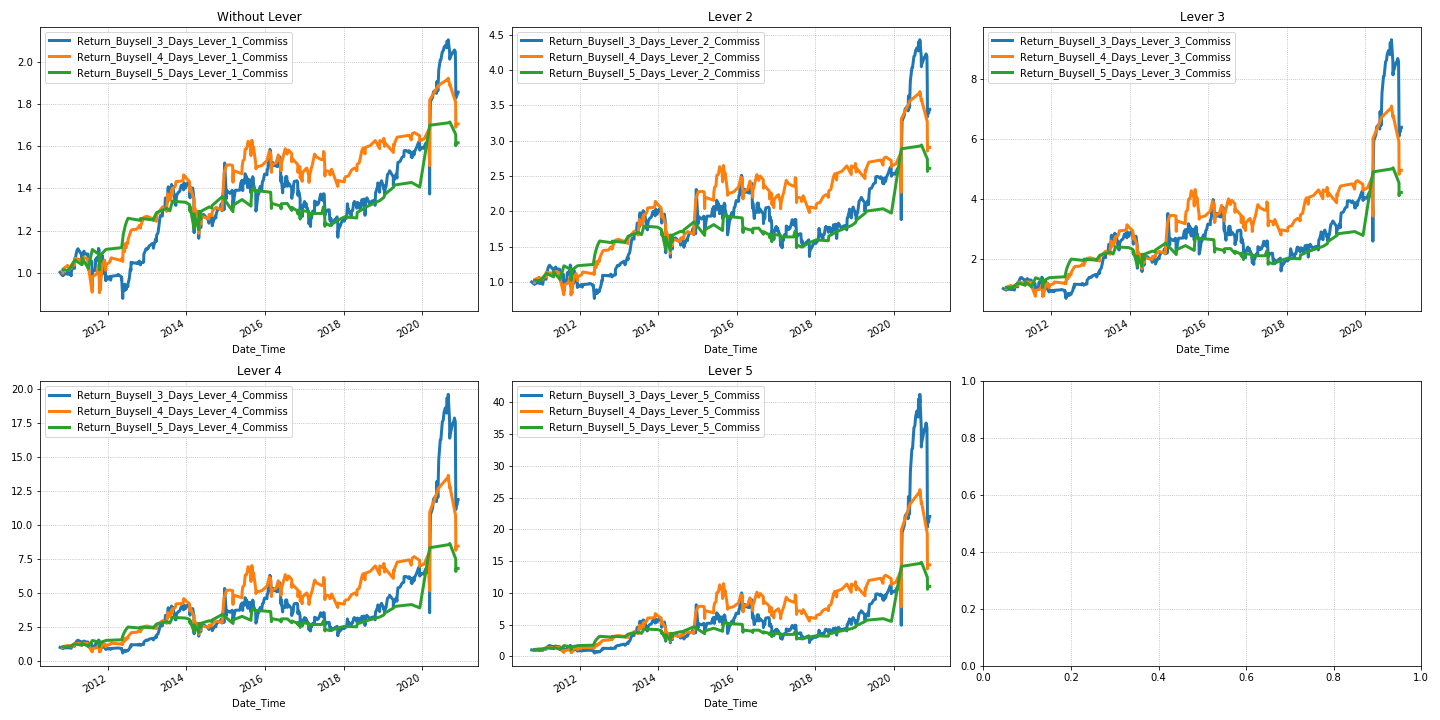 Without Lever
Return_Buysell_3_Days_Lever_1_Commiss
Return_Buysell_4_Days_Lever_1_Commiss
Return_Buysell_5_Days_Lever_1_Commiss
2.0
1.8
1.6
1.4
1.2
1.0
2012
2014
2016
2018
2020
Date_Time
Lever 2
Return_Buysell_3_Days_Lever_2_Commiss
Return_Buysell_4_Days_Lever_2_Commiss
Return_Buysell_5_Days_Lever_2_Commiss
4.5
4.0
3.5
3.0
2.5
2.0
1.5
1.0
2012
2014
2016
2018
2020
Date_Time
Lever 3
Return_Buysell_3_Days_Lever_3_Commiss
Return_Buysell_4_Days_Lever_3_Commiss
Return_Buysell_5_Days_Lever_3_Commiss
8
6
4
2
2012
2014
2016
2018
2020
Date_Time
Lever 4
Return_Buysell_3_Days_Lever_4_Commiss
Return_Buysell_4_Days_Lever_4_Commiss
Return_Buysell_5_Days_Lever_4_Commiss
20.0
17.5
15.0
12.5
10.0
7.5
5.0
2.5
0.0
2012
2014
2016
2018
2020
Date_Time
Lever 5
Return_Buysell_3_Days_Lever_5_Commiss
Return_Buysell_4_Days_Lever_5_Commiss
Return_Buysell_5_Days_Lever_5_Commiss
40
35
30
25
20
15
10
5
0
2012
2014
2016
2018
2020
Date_Time
1.0
0.8
0.6
0.4
0.2
0.0
0.0
0.2
0.4
0.6
0.8
1.0